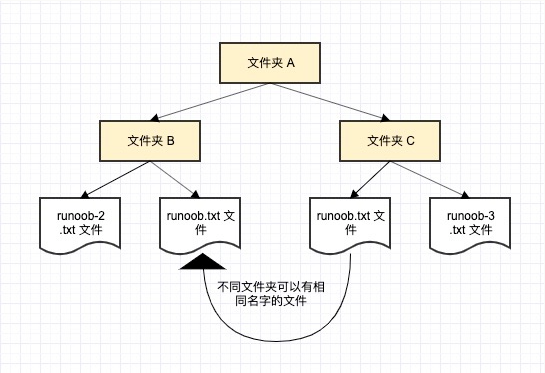 文件夹 A
文件夹 B
文件夹 C
runoob-2
.txt 文件
runoob.txt 文
件
runoob.txt 文
件
runoob-3
.txt 文件
不同文件夹可以有相
同名字的文件